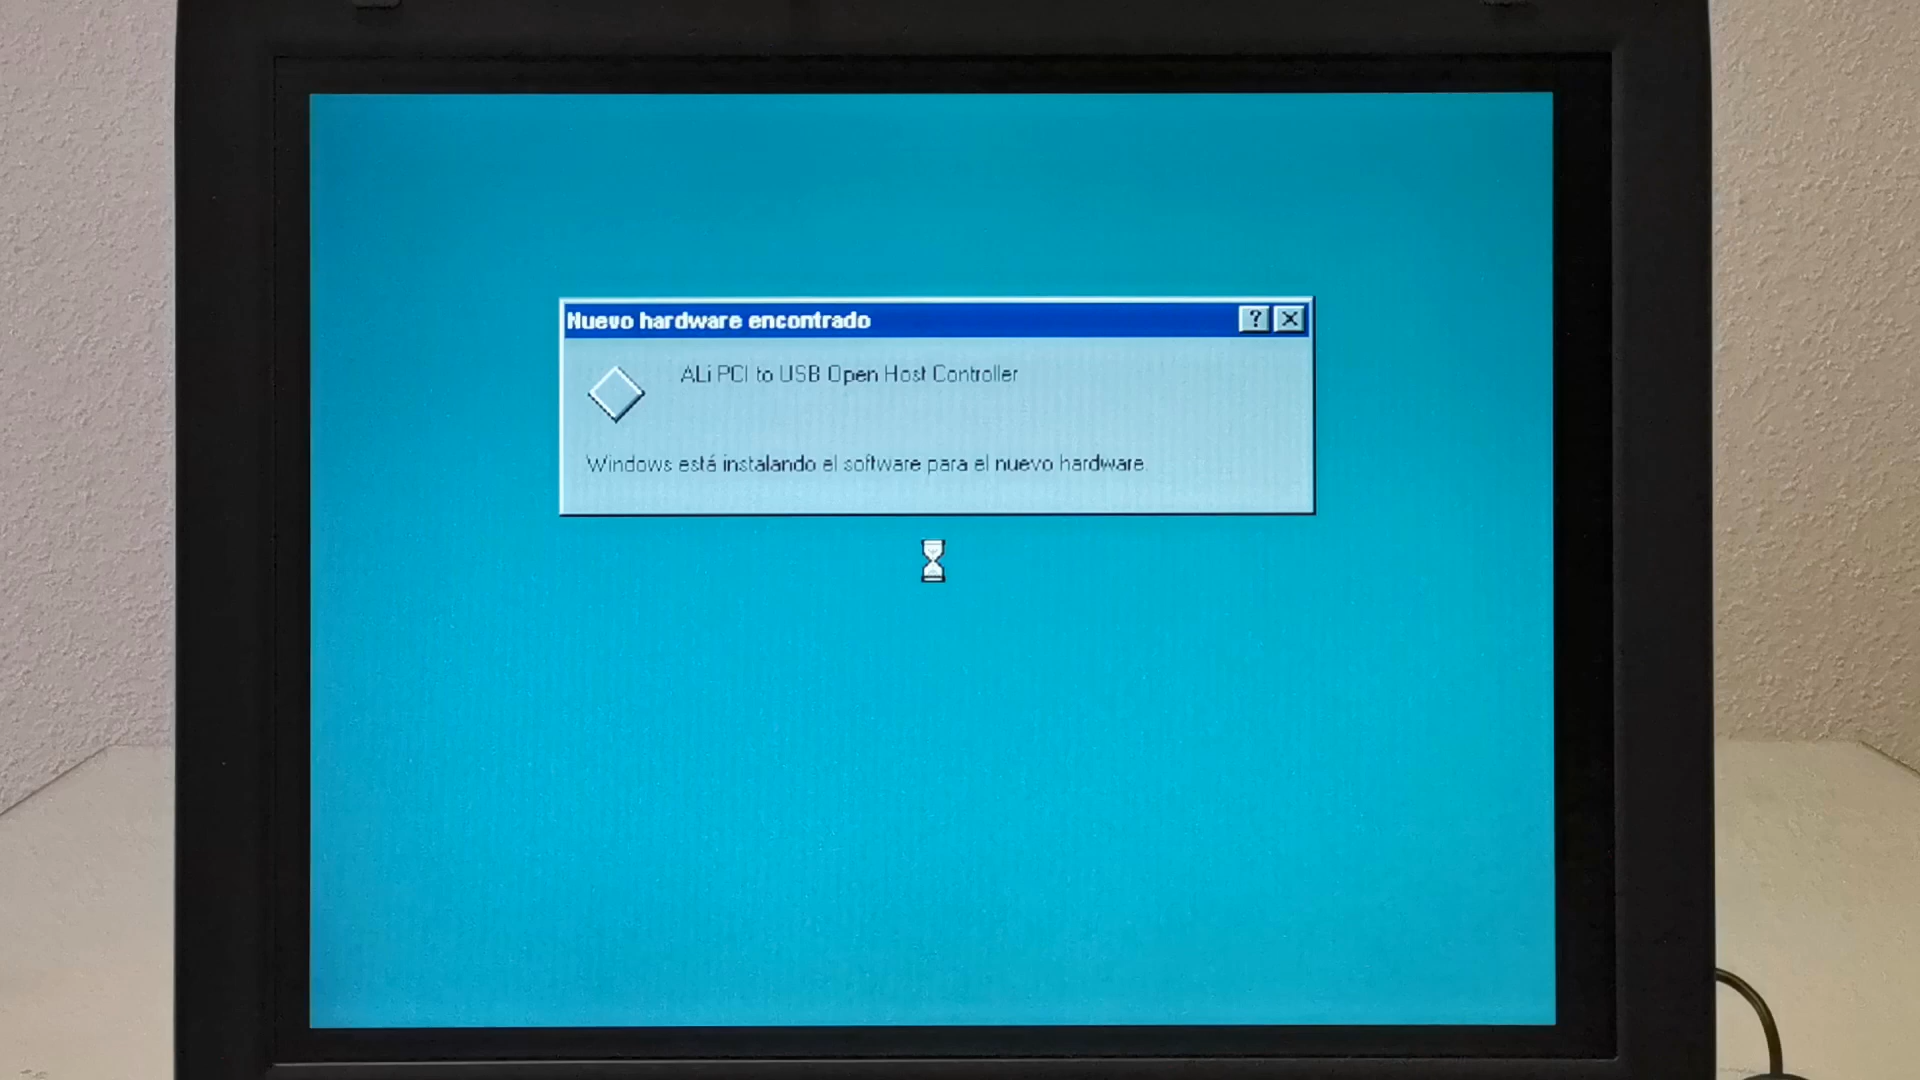 Nuevo hardware encontrado
ALi PCI to USB Open Host Controller
Windows está instalando el software para el nuevo hardware.